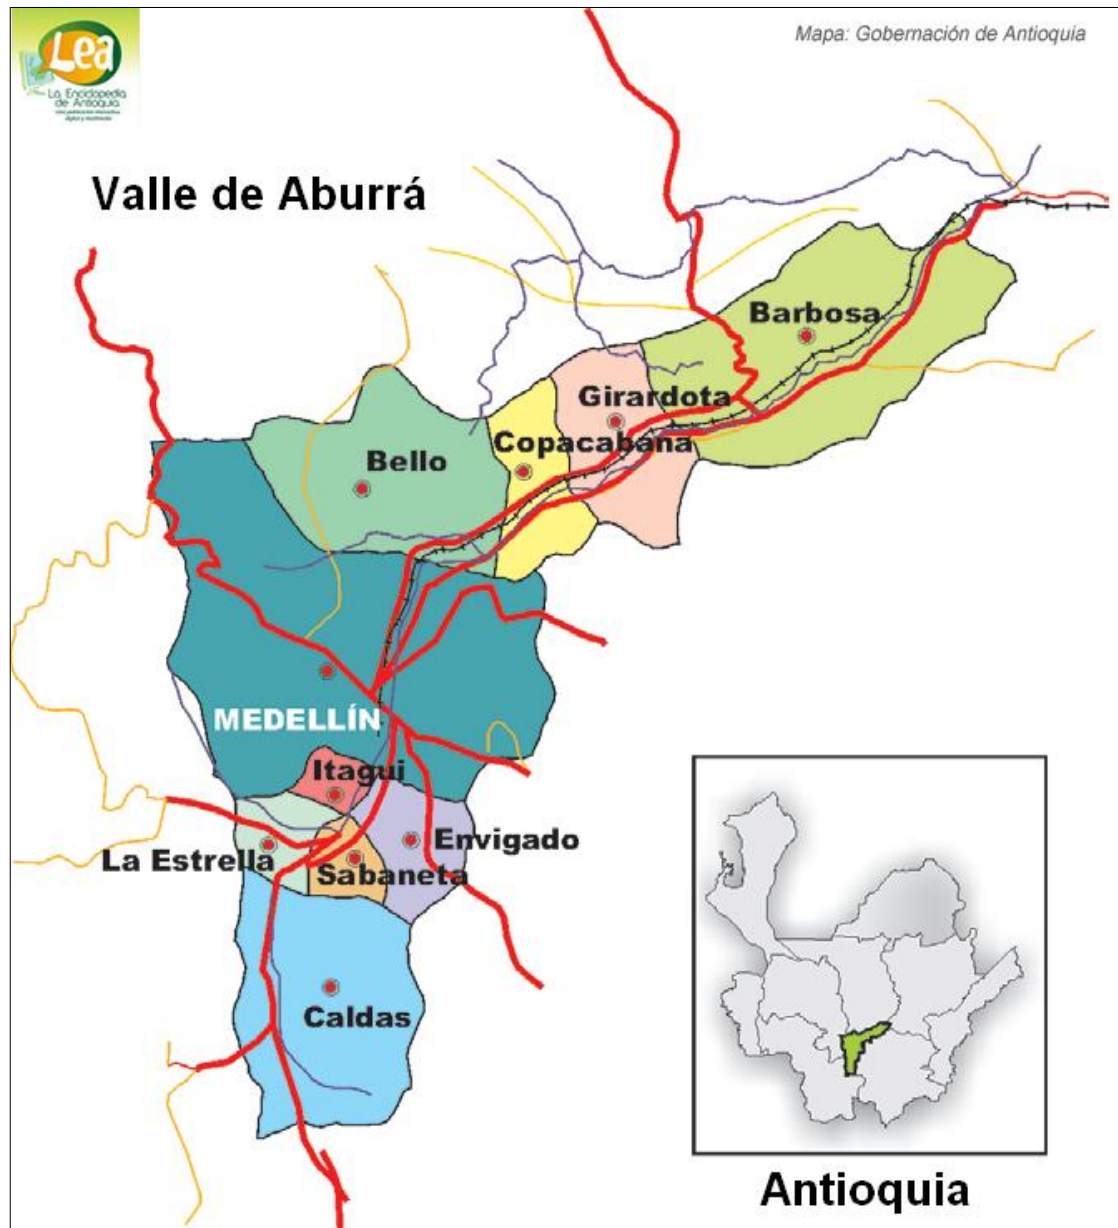 Lea
La Enciclopedia
de Antioquia
Mapa: Gobernación de Antioquia
Valle de Aburrá
Barbosa
Girardota
Copacabana
Bello
MEDELLÍN
Itagui
Envigado
La Estrella
Sabaneta
Caldas
Antioquia